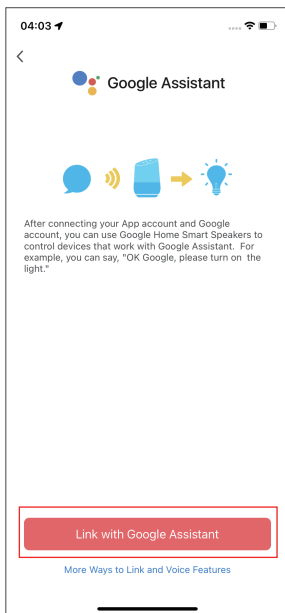 04:03
Google Assistant
After connecting your App account and Google
account, you can use Google Home Smart Speakers to
control devices that work with Google Assistant. For
example, you can say, "OK Google, please turn on the
light."
Link with Google Assistant
More Ways to Link and Voice Features